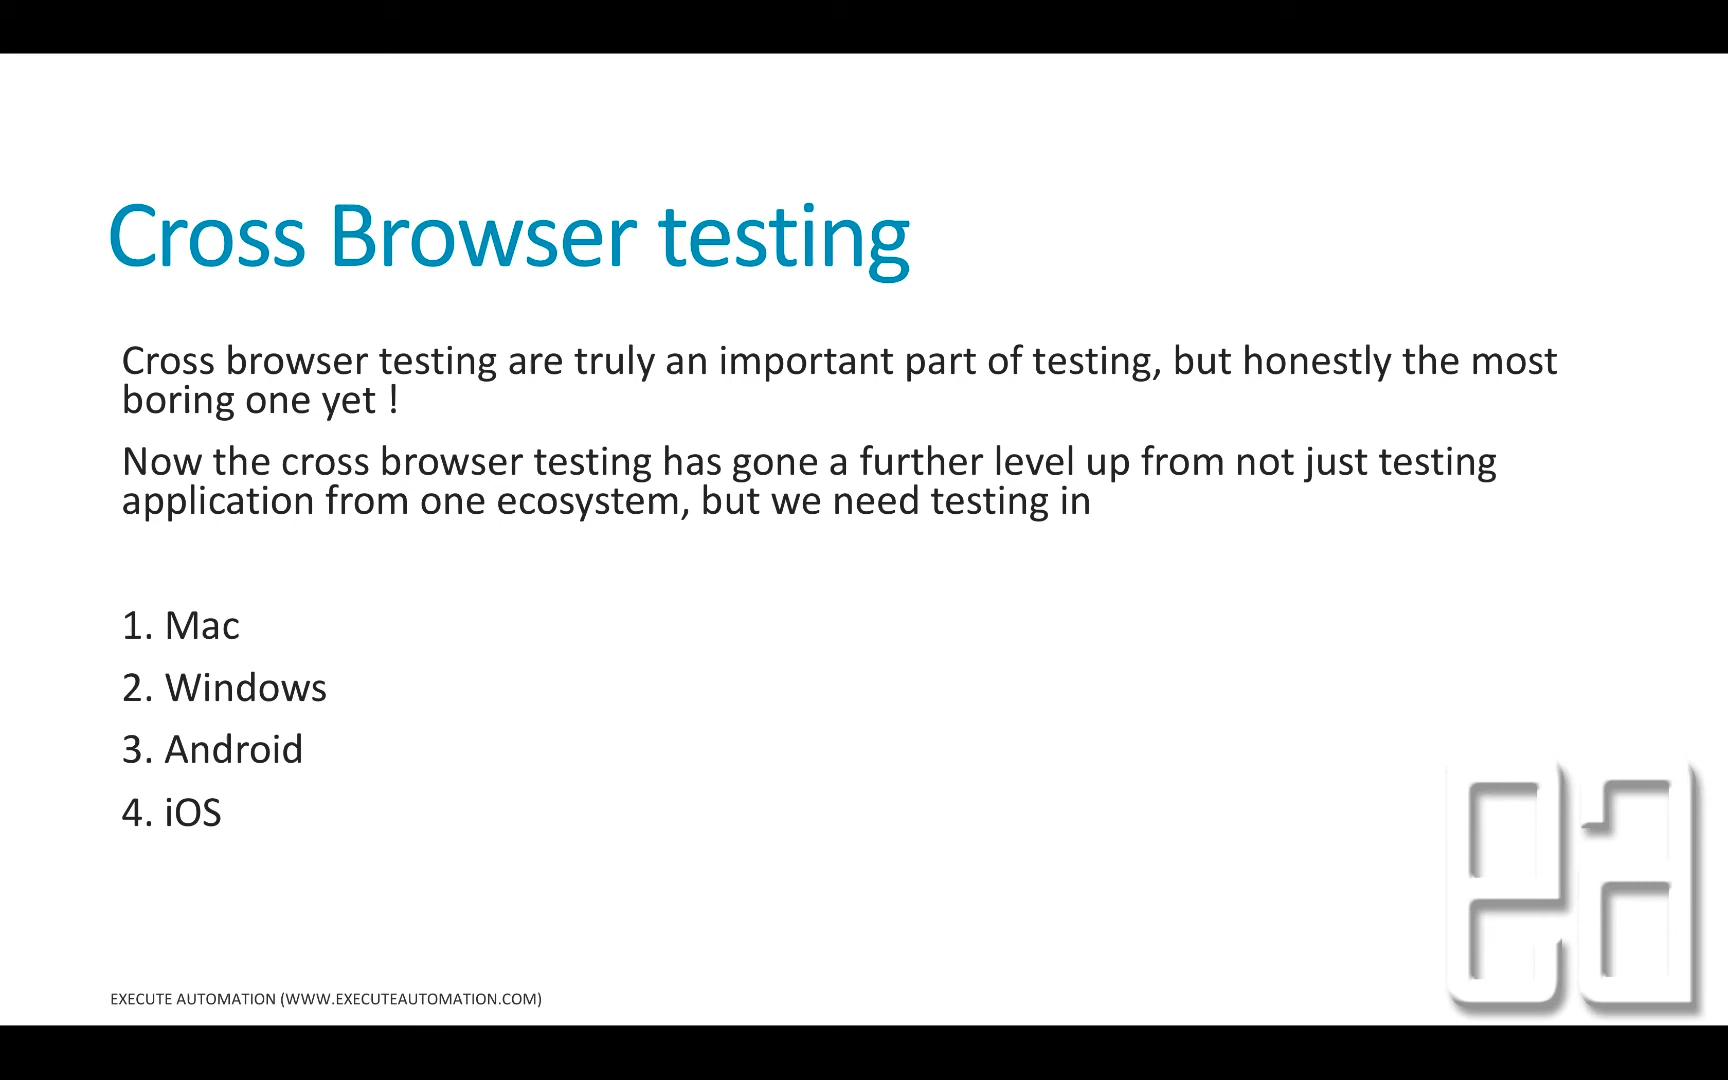 Cross Browser testing
Cross browser testing are truly an important part of testing, but honestly the most
boring one yet !
Now the cross browser testing has gone a further level up from not just testing
application from one ecosystem, but we need testing in
1. Mac
2. Windows
3. Android
4. iOS
ea
EXECUTE AUTOMATION (WWW.EXECUTEAUTOMATION.COM)